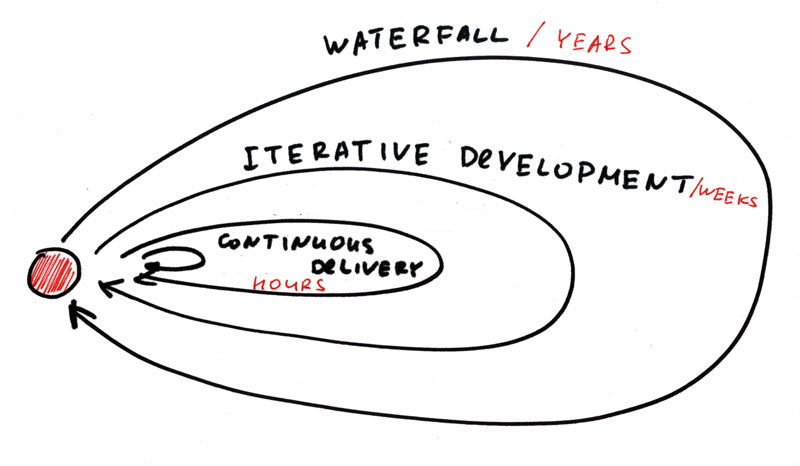 WATERFALL / YEARS
ITERATIVE DEVELOPMENT/WEEKS
CONTINUOUS
DELIVERY
HOURS